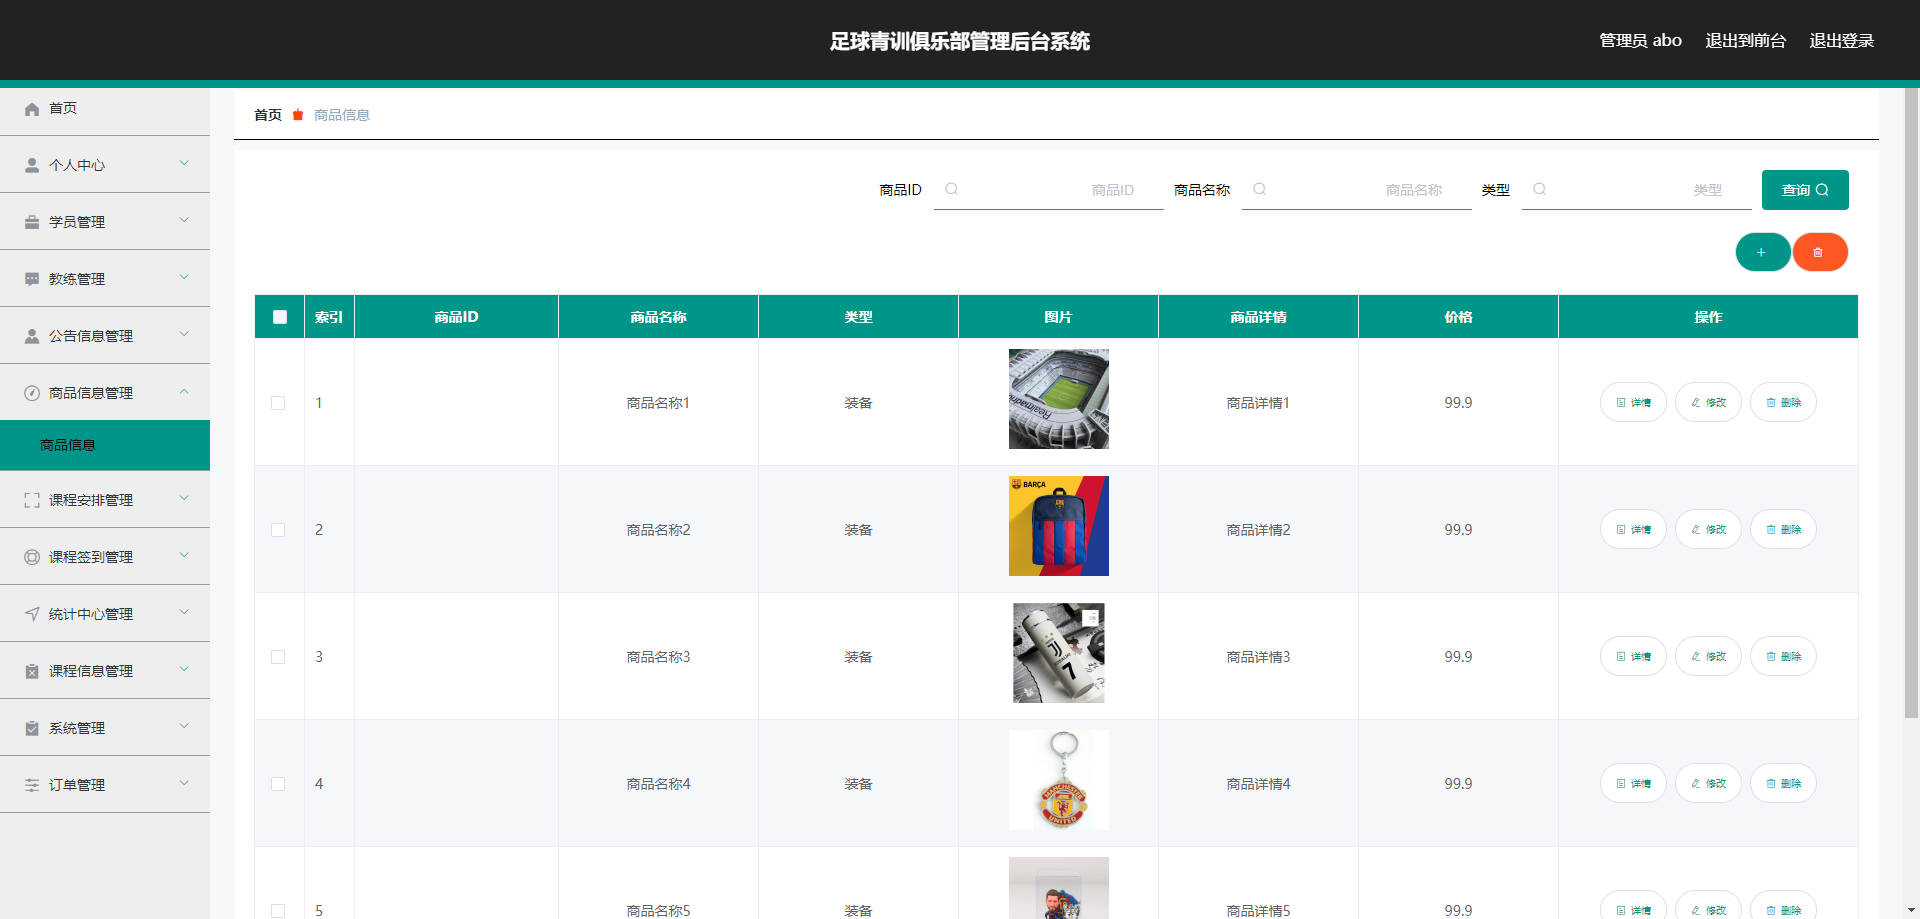 足球青训俱乐部管理后台系统
管理员 abo 退出到前台 退出登录
首页
个人中心
学员管理
教练管理
公告信息管理
商品信息管理
商品信息
课程安排管理
课程签到管理
统计中心管理
课程信息管理
系统管理
订单管理
首页 商品信息
商品ID 商品ID 商品名称 商品名称 类型 类型 查询
索引 商品ID 商品名称 类型 图片 商品详情 价格 操作
1 商品名称1 装备 商品详情1 99.9 详情 修改 删除
Realmadrid
2 商品名称2 装备 商品详情2 99.9 详情 修改 删除
BARÇA
3 商品名称3 装备 商品详情3 99.9 详情 修改 删除
7
4 商品名称4 装备 商品详情4 99.9 详情 修改 删除
MANCHESTER
UNITED
5 商品名称5 装备 商品详情5 99.9 详情 修改 删除